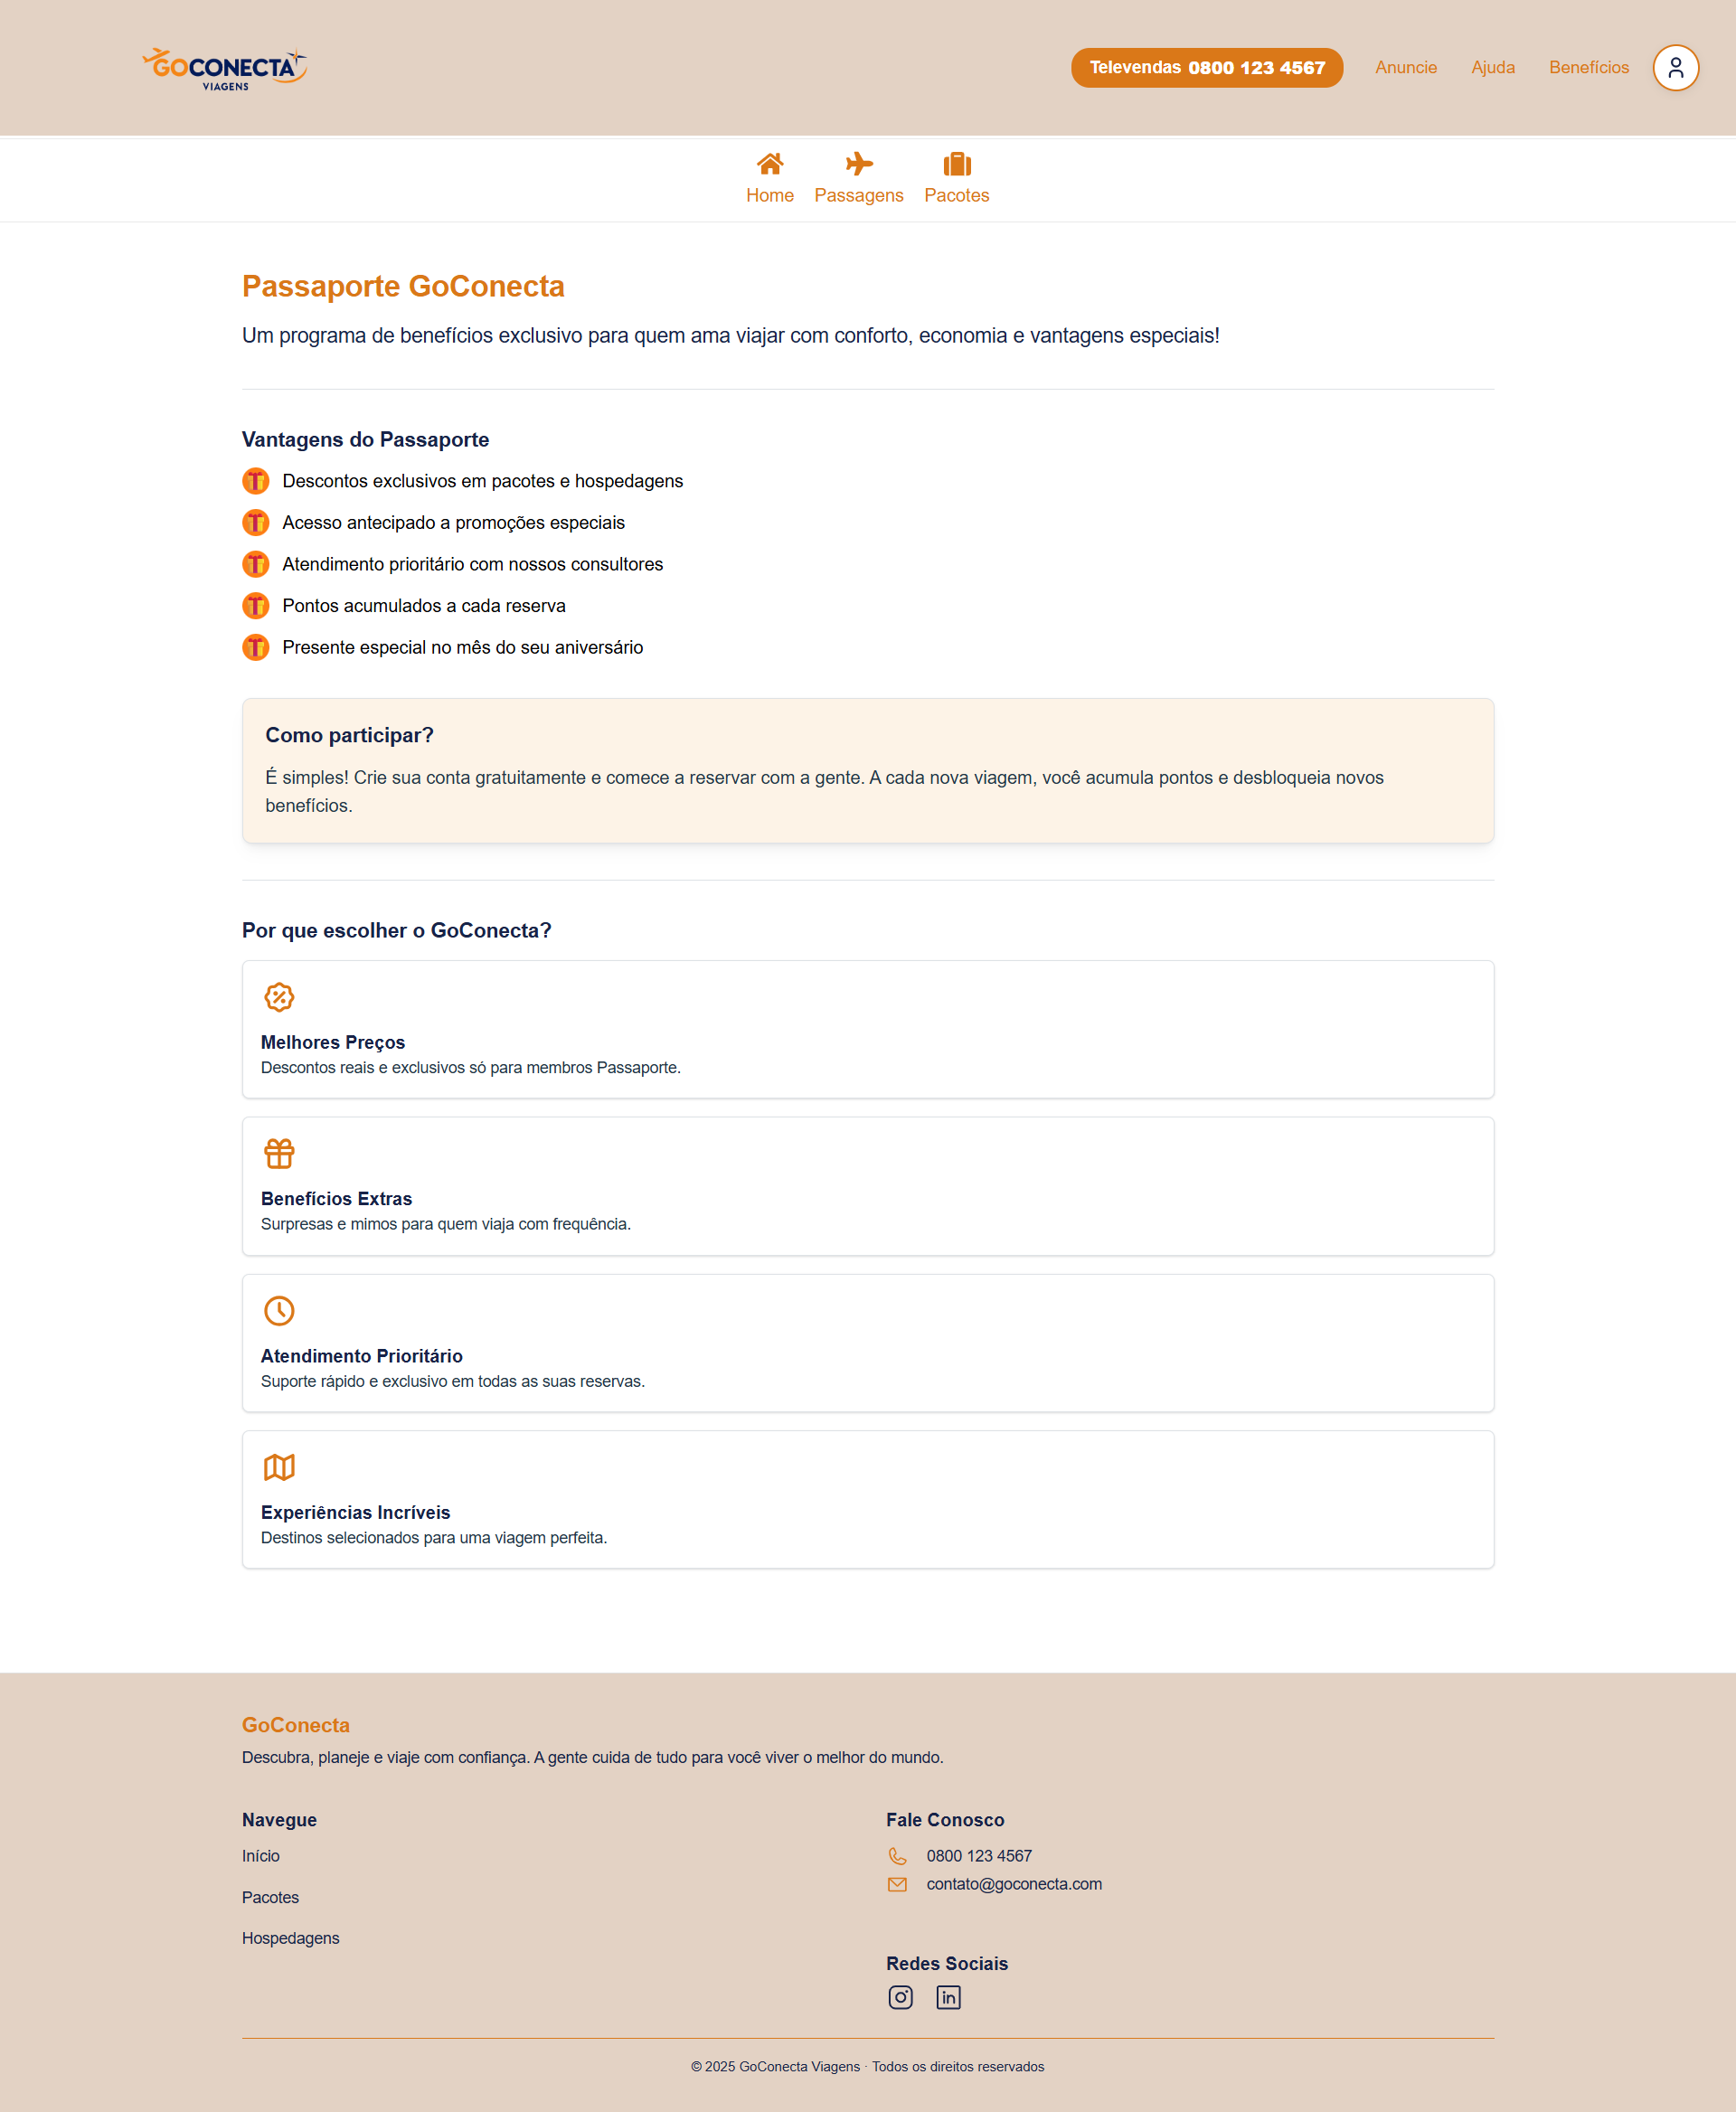 GOCONECTA
VIAGENS
Televendas 0800 123 4567
Anuncie
Ajuda
Benefícios
Home
Passagens
Pacotes
Passaporte GoConecta
Um programa de benefícios exclusivo para quem ama viajar com conforto, economia e vantagens especiais!
Vantagens do Passaporte
Descontos exclusivos em pacotes e hospedagens
Acesso antecipado a promoções especiais
Atendimento prioritário com nossos consultores
Pontos acumulados a cada reserva
Presente especial no mês do seu aniversário
Como participar?
É simples! Crie sua conta gratuitamente e comece a reservar com a gente. A cada nova viagem, você acumula pontos e desbloqueia novos
benefícios.
Por que escolher o GoConecta?
Melhores Preços
Descontos reais e exclusivos só para membros Passaporte.
Benefícios Extras
Surpresas e mimos para quem viaja com frequência.
Atendimento Prioritário
Suporte rápido e exclusivo em todas as suas reservas.
Experiências Incríveis
Destinos selecionados para uma viagem perfeita.
GoConecta
Descubra, planeje e viaje com confiança. A gente cuida de tudo para você viver o melhor do mundo.
Navegue
Início
Pacotes
Hospedagens
Fale Conosco
0800 123 4567
contato@goconecta.com
Redes Sociais
© 2025 GoConecta Viagens · Todos os direitos reservados